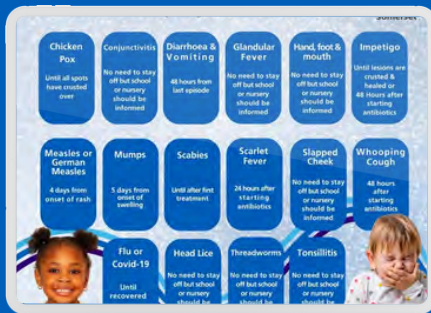 somerset
Chicken
Pox
Until all spots
have crusted
over
Conjunctivitis
No need to stay
off but school
or nursery
should be
informed
Diarrhoea &
Vomiting
48 hours from
last episode
Glandular
Fever
No need to stay
off but school
or nursery
should be
informed
Hand, foot &
mouth
No need to stay
off but school
or nursery
should be
informed
Impetigo
Until lesions are
crusted &
healed or
48 Hours after
starting
antibiotics
Measles or
German
Measles
4 days from
onset of rash
Mumps
5 days from
onset of
swelling
Scabies
Until after first
treatment
Scarlet
Fever
24 hours after
starting
antibiotics
Slapped
Cheek
No need to stay
off but school
or nursery
should be
informed
Whooping
Cough
48 hours
after
starting
antibiotics
Flu or
Covid-19
Until
recovered
Head Lice
No need to stay
off but school
or nursery
should be
Threadworms
No need to stay
off but school
or nursery
should be
Tonsillitis
No need to stay
off but school
or nursery
should be